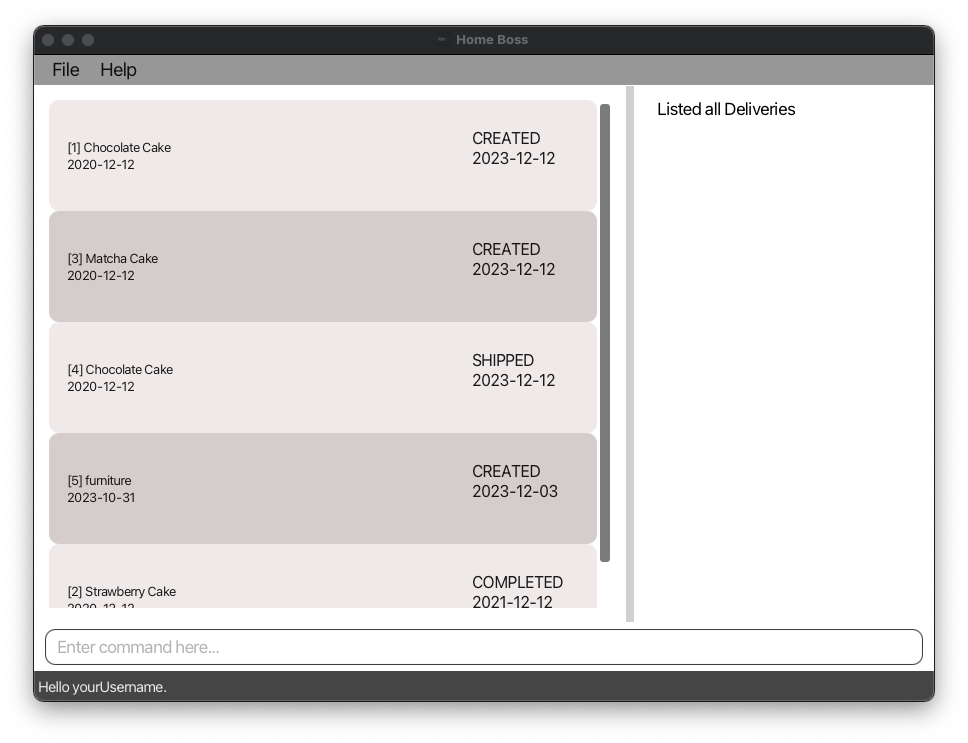 Home Boss
File Help
[1] Chocolate Cake
2020-12-12
CREATED
2023-12-12
[3] Matcha Cake
2020-12-12
CREATED
2023-12-12
[4] Chocolate Cake
2020-12-12
SHIPPED
2023-12-12
[5] furniture
2023-10-31
CREATED
2023-12-03
[2] Strawberry Cake
2020-12-12
COMPLETED
2021-12-12
Listed all Deliveries
Enter command here...
Hello yourUsername.